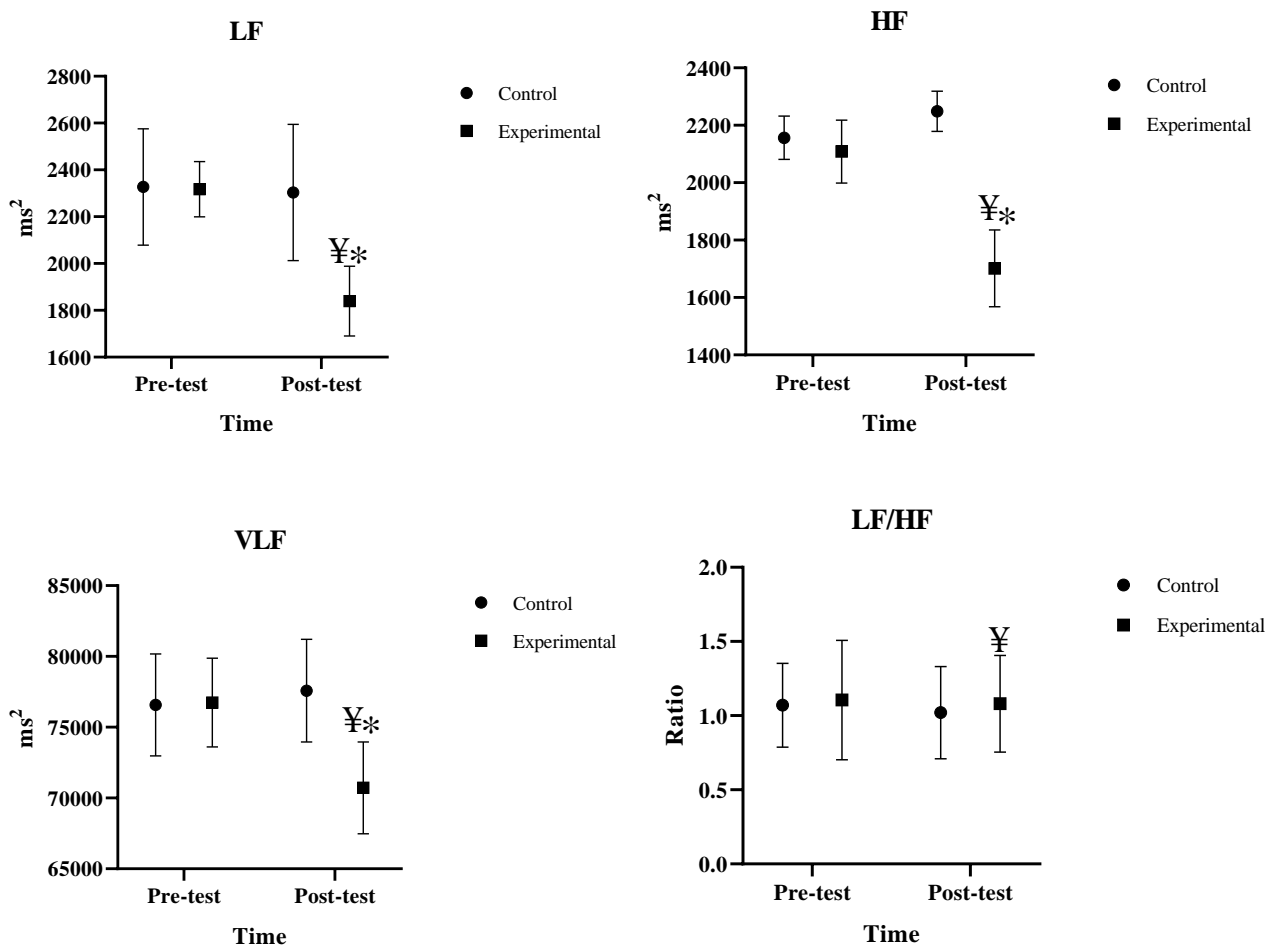 LF
2800
2600
2400
2200
2000
1800
1600
ms²
Control
Experimental
¥*
Pre-test Post-test
Time
HF
2400
2200
2000
1800
1600
1400
ms²
Control
Experimental
¥*
Pre-test Post-test
Time
VLF
85000
80000
75000
70000
65000
ms²
Control
Experimental
¥*
Pre-test Post-test
Time
LF/HF
2.0
1.5
1.0
0.5
0.0
Ratio
Control
Experimental
¥
Pre-test Post-test
Time